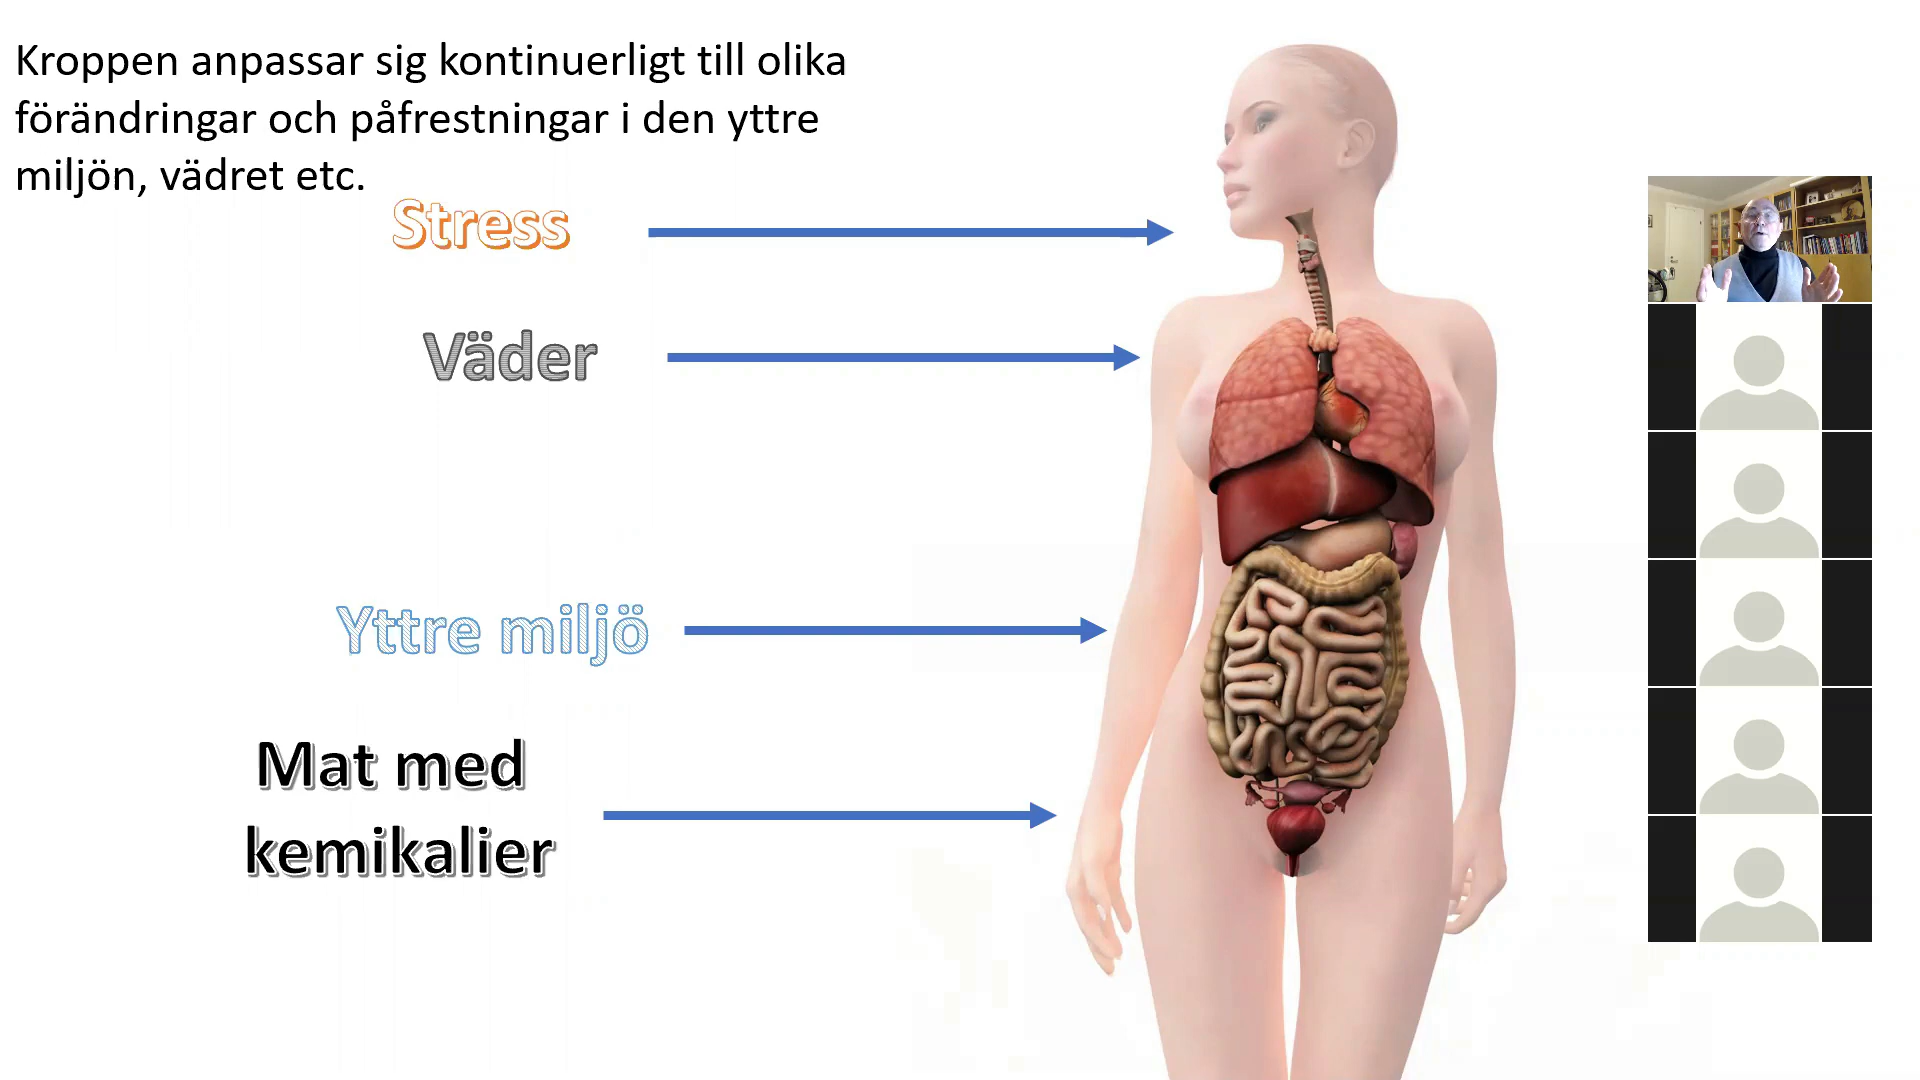 Kroppen anpassar sig kontinuerligt till olika
förändringar och påfrestningar i den yttre
miljön, vädret etc.
Stress
Väder
Yttre miljö
Mat med
kemikalier